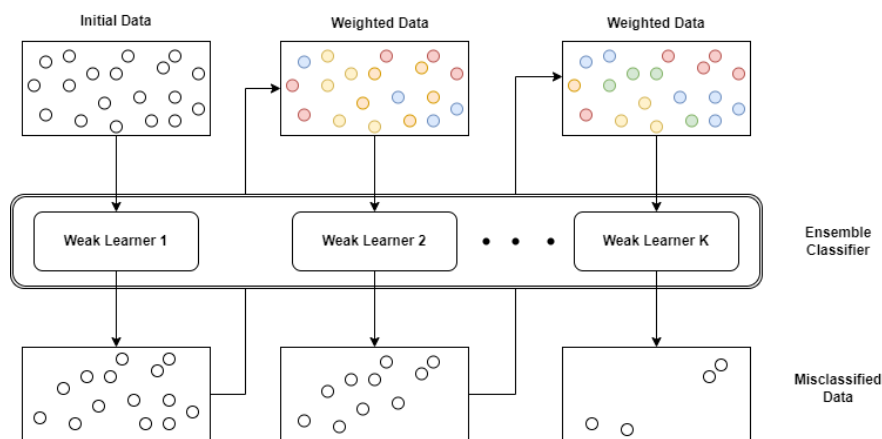 Initial Data
Weighted Data
Weighted Data
Weak Learner 1
Weak Learner 2
Weak Learner K
Ensemble
Classifier
Misclassified
Data